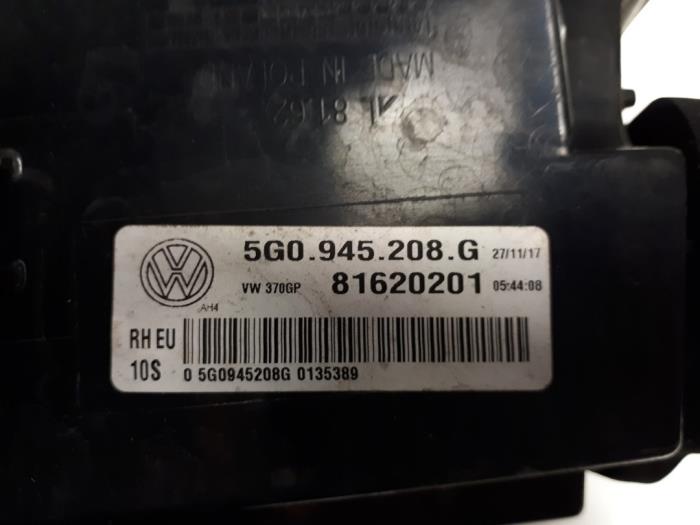 MADE IN POLAND
5G0.945.208.G 27/11/17
VW 370GP 81620201 05:44:08
AH4
RH EU
10S 0 5G0945208G 0135389